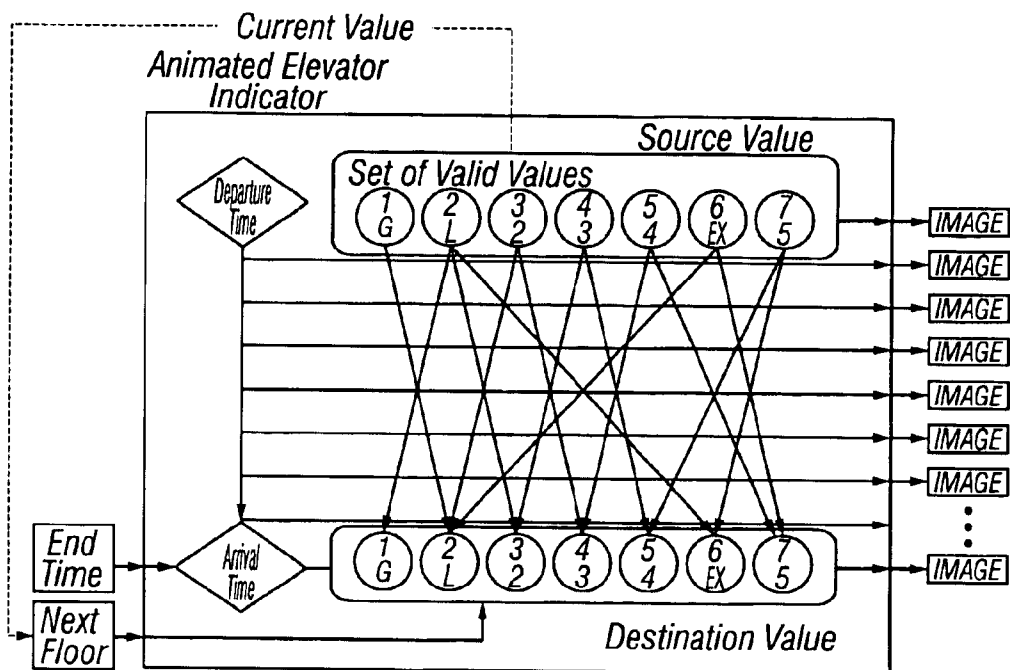 Current Value
Animated Elevator
Indicator
Source Value
Set of Valid Values
Departure
Time
1 2 3 4 5 6 7
G L 2 3 4 EX 5
IMAGE
IMAGE
IMAGE
IMAGE
IMAGE
IMAGE
IMAGE
End
Time
Arrival
Time
1 2 3 4 5 6 7
G L 2 3 4 EX 5
IMAGE
Next
Floor
Destination Value